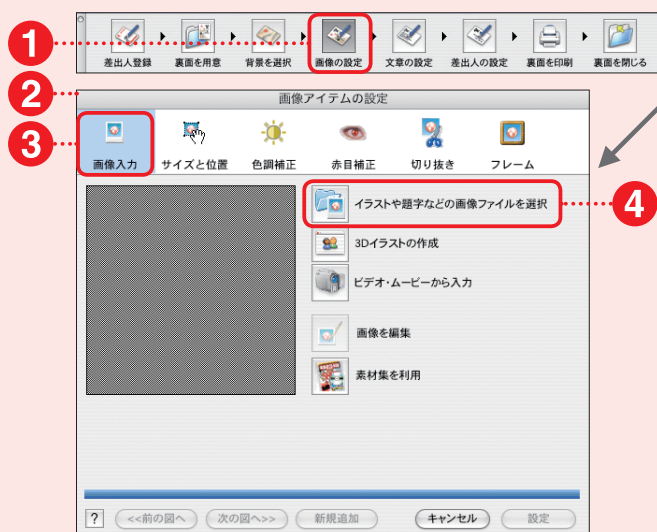 1
差出人登録 裏面を用意 背景を選択 画像の設定 文章の設定 差出人の設定 裏面を印刷 裏面を閉じる
2
画像アイテムの設定
3
画像入力 サイズと位置 色調補正 赤目補正 切り抜き フレーム
イラストや題字などの画像ファイルを選択
4
3Dイラストの作成
ビデオ・ムービーから入力
画像を編集
素材集を利用
? <<前の図へ 次の図へ>> 新規追加 キャンセル 設定